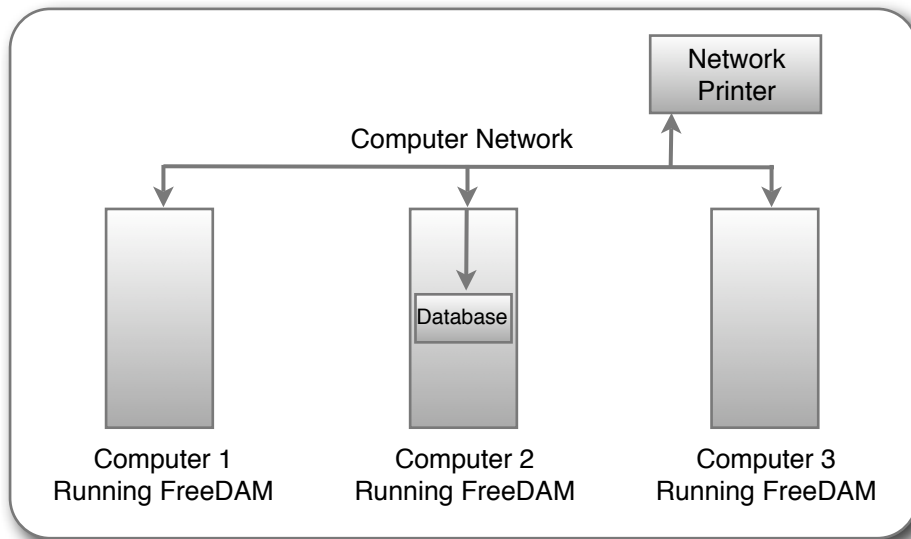 Network
Printer
Computer Network
Database
Computer 1
Running FreeDAM
Computer 2
Running FreeDAM
Computer 3
Running FreeDAM